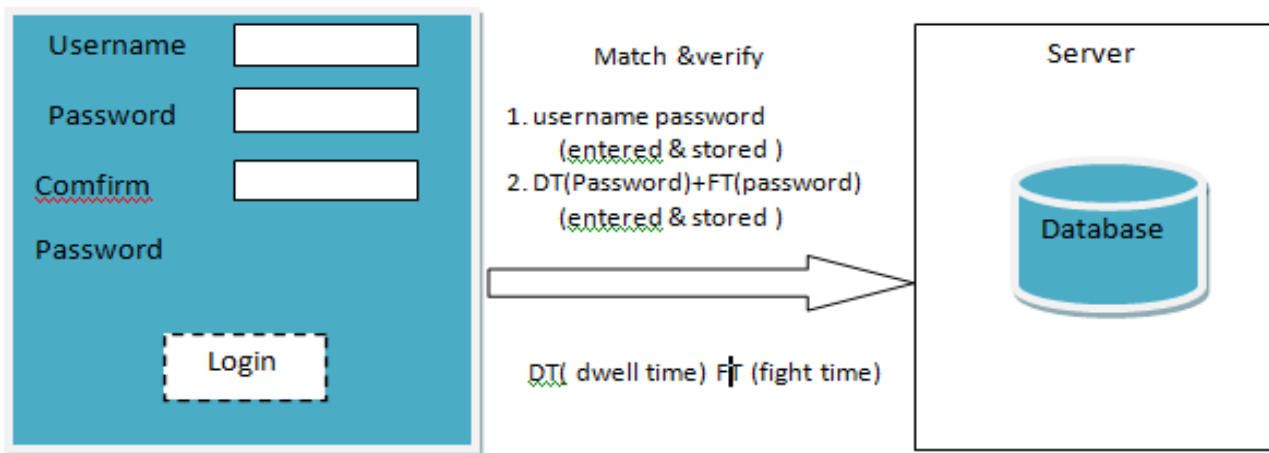 Username
Password
Comfirm
Password
Login
Match &verify
1. username password
(entered & stored )
2. DT(Password)+FT(password)
(entered & stored )
DT( dwell time) FT (fight time)
Server
Database